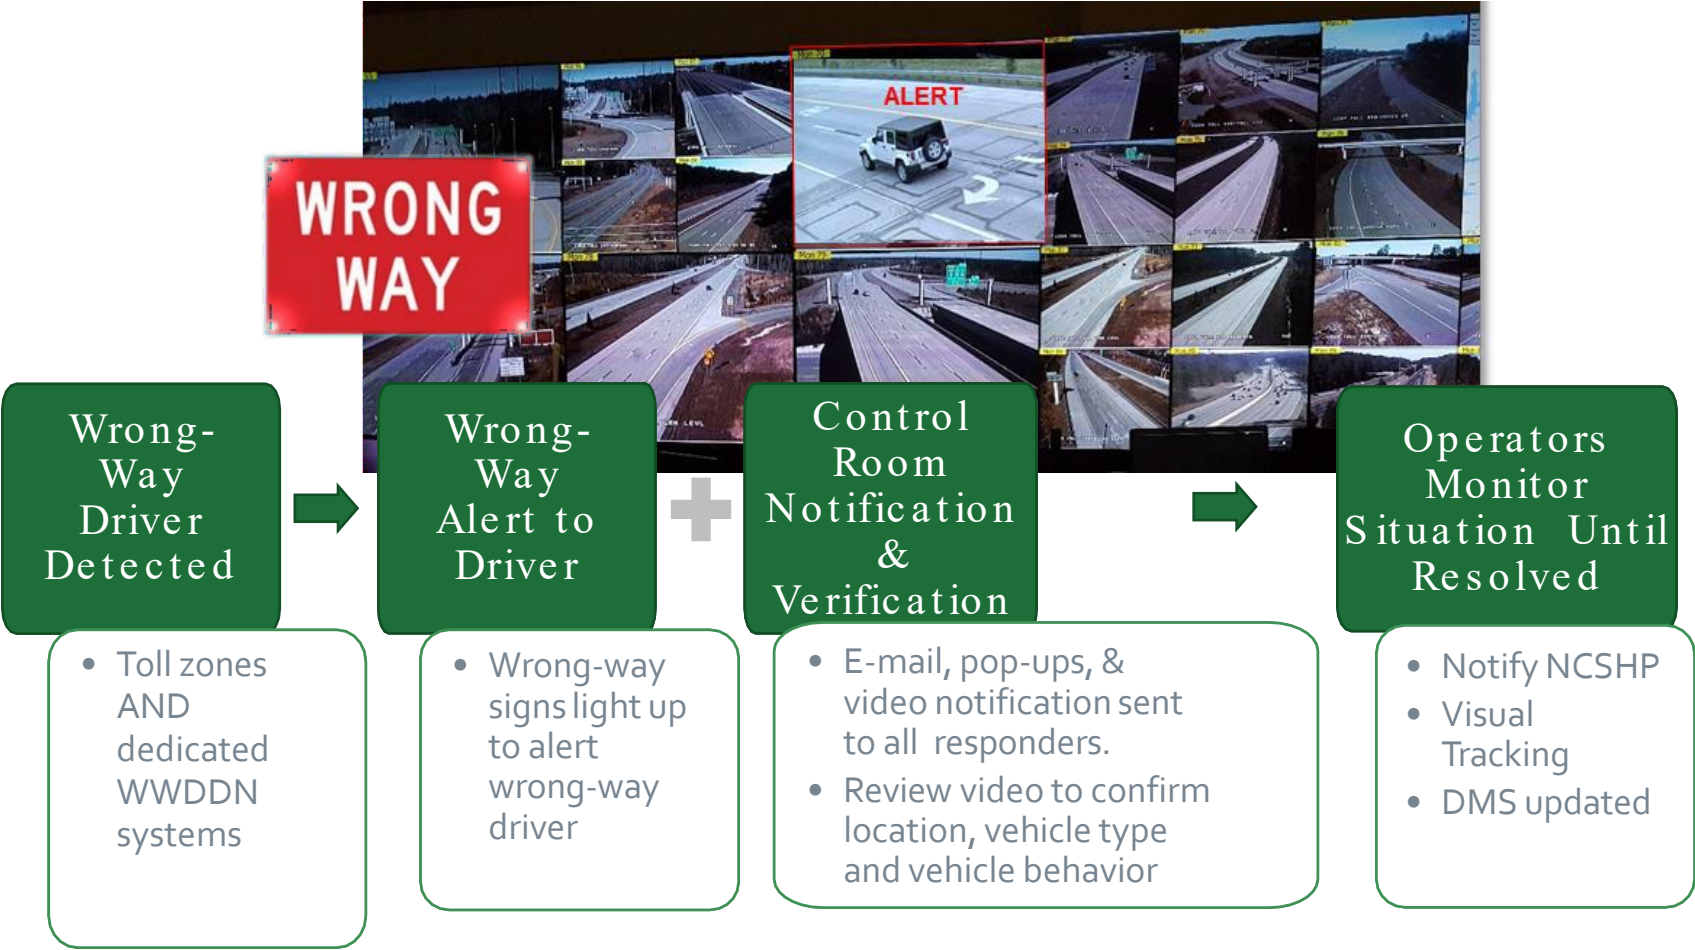 ALERT
WRONG
WAY
Wrong-
Way
Driver
Detected
Wrong-
Way
Alert to
Driver
Control
Room
Notification
&
Verification
Operators
Monitor
Situation Until
Resolved
• Toll zones
AND
dedicated
WWDDN
systems
• Wrong-way
signs light up
to alert
wrong-way
driver
• E-mail, pop-ups, &
video notification sent
to all responders.
• Review video to confirm
location, vehicle type
and vehicle behavior
• Notify NCSHP
• Visual
Tracking
• DMS updated